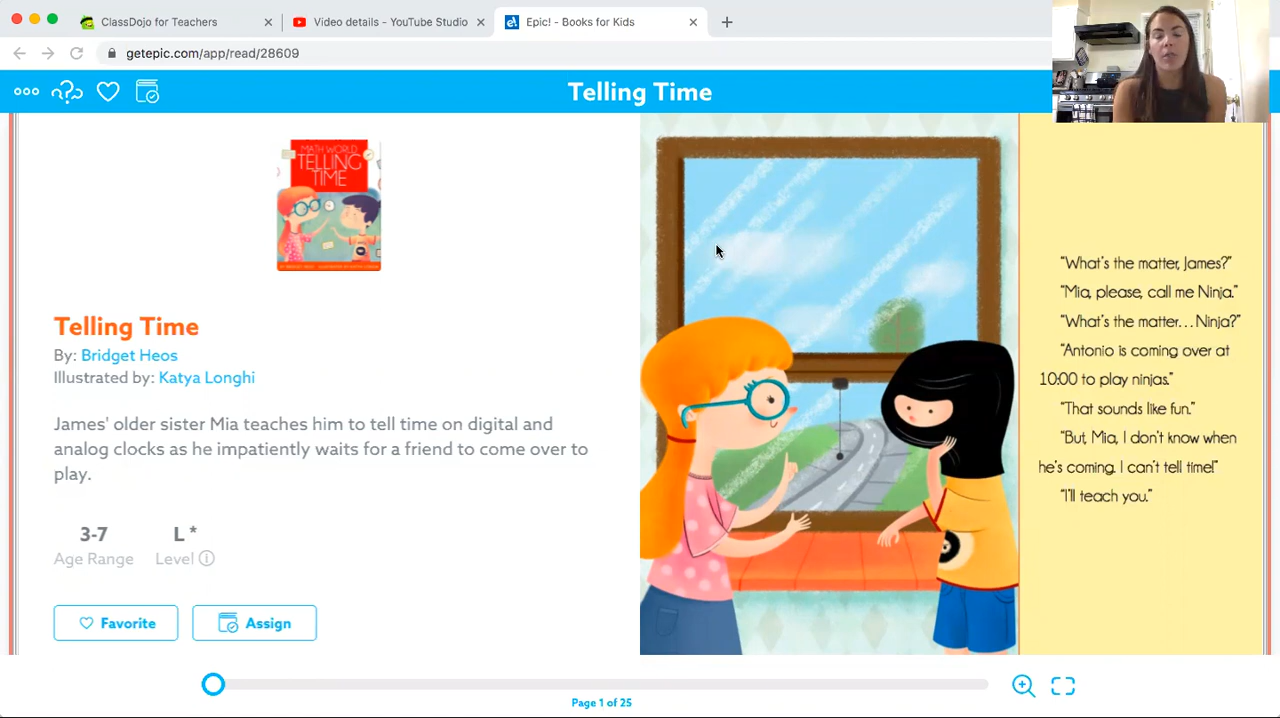 ClassDojo for Teachers
Video details - YouTube Studio
Epic! - Books for Kids
getepic.com/app/read/28609
Telling Time
MATH WORLD
TELLING
TIME
Telling Time
By: Bridget Heos
Illustrated by: Katya Longhi
James' older sister Mia teaches him to tell time on digital and
analog clocks as he impatiently waits for a friend to come over to
play.
3-7
L *
Age Range
Level
Favorite
Assign
"What's the matter, James?"
"Mia, please, call me Ninja."
"What's the matter...Ninja?"
"Antonio is coming over at
10:00 to play ninjas."
"That sounds like fun."
"But, Mia, I don't know when
he's coming. I can't tell time!"
"I'll teach you."
Page 1 of 25